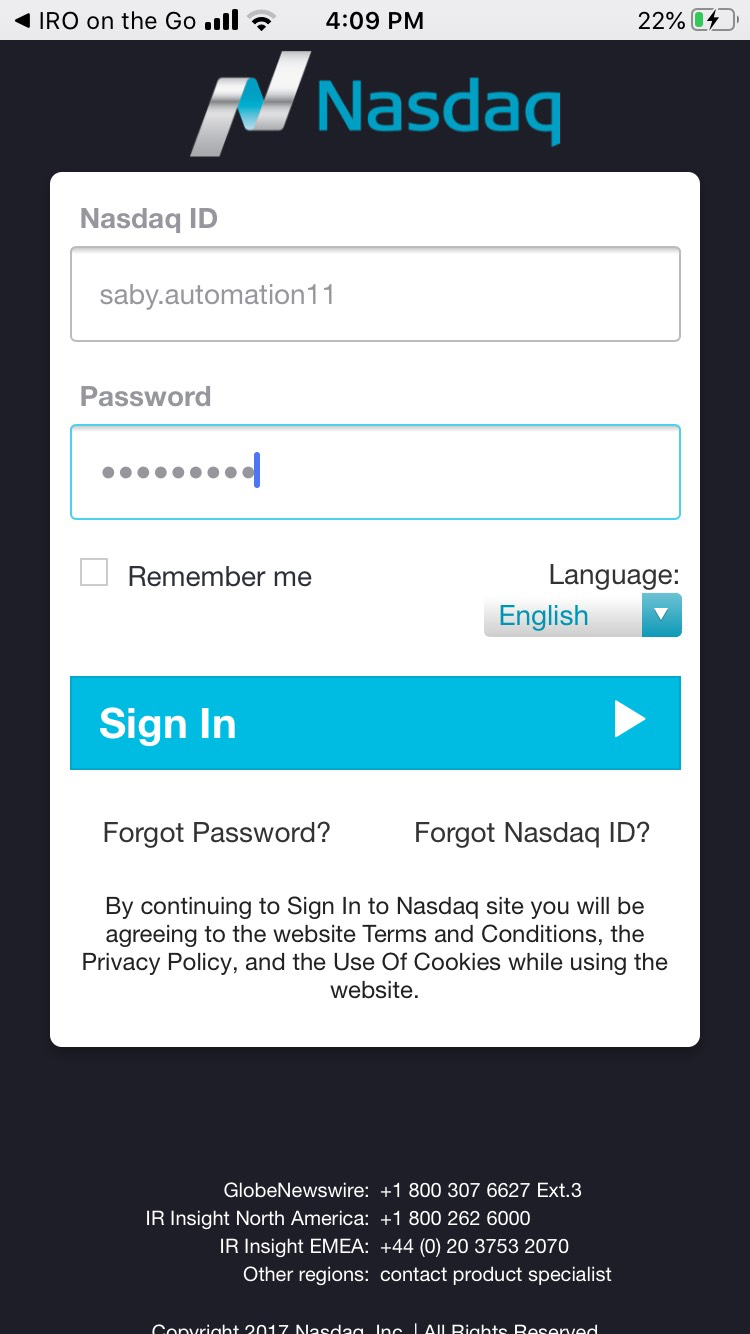 ◀ IRO on the Go 4:09 PM 22%
Nasdaq
Nasdaq ID
saby.automation11
Password
•••••••••
Remember me
Language:
English
Sign In
Forgot Password? Forgot Nasdaq ID?
By continuing to Sign In to Nasdaq site you will be
agreeing to the website Terms and Conditions, the
Privacy Policy, and the Use Of Cookies while using the
website.
GlobeNewswire: +1 800 307 6627 Ext.3
IR Insight North America: +1 800 262 6000
IR Insight EMEA: +44 (0) 20 3753 2070
Other regions: contact product specialist
Copyright 2017 Nasdaq, Inc. | All Rights Reserved